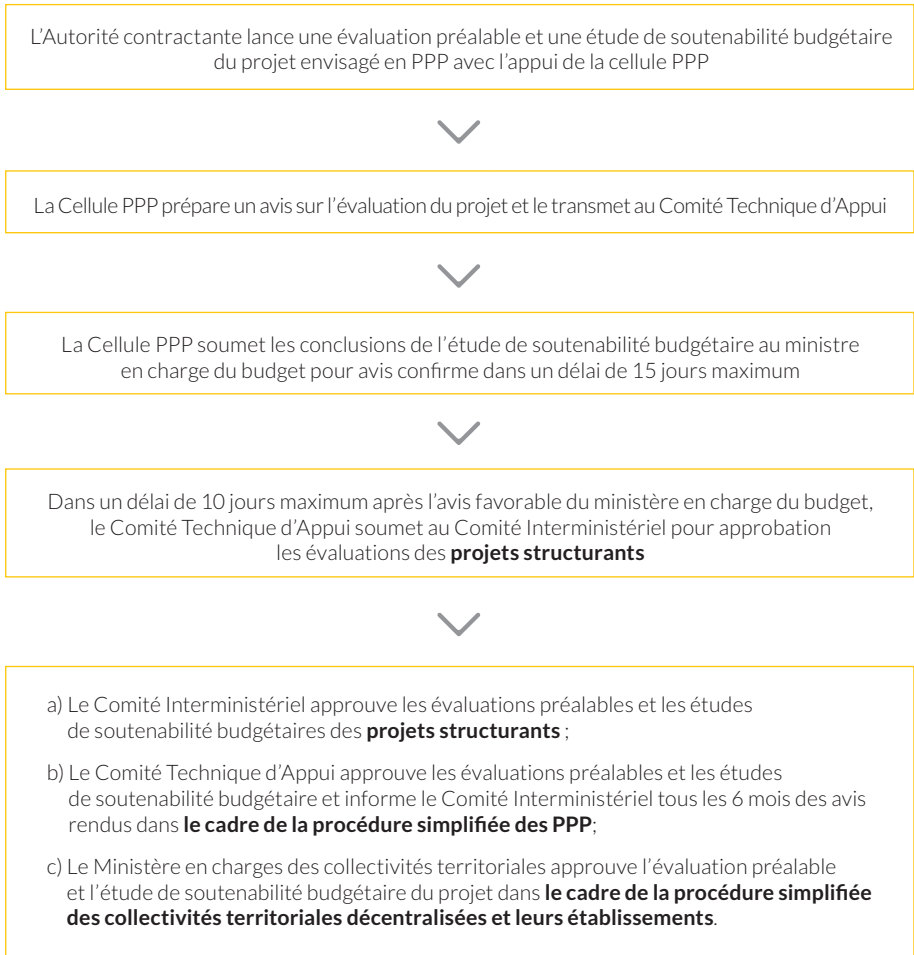 L’Autorité contractante lance une évaluation préalable et une étude de soutenabilité budgétaire
du projet envisagé en PPP avec l’appui de la cellule PPP
La Cellule PPP prépare un avis sur l’évaluation du projet et le transmet au Comité Technique d’Appui
La Cellule PPP soumet les conclusions de l’étude de soutenabilité budgétaire au ministre
en charge du budget pour avis confirme dans un délai de 15 jours maximum
Dans un délai de 10 jours maximum après l’avis favorable du ministère en charge du budget,
le Comité Technique d’Appui soumet au Comité Interministériel pour approbation
les évaluations des projets structurants
a) Le Comité Interministériel approuve les évaluations préalables et les études
de soutenabilité budgétaires des projets structurants ;
b) Le Comité Technique d’Appui approuve les évaluations préalables et les études
de soutenabilité budgétaire et informe le Comité Interministériel tous les 6 mois des avis
rendus dans le cadre de la procédure simplifiée des PPP;
c) Le Ministère en charges des collectivités territoriales approuve l’évaluation préalable
et l’étude de soutenabilité budgétaire du projet dans le cadre de la procédure simplifiée
des collectivités territoriales décentralisées et leurs établissements.